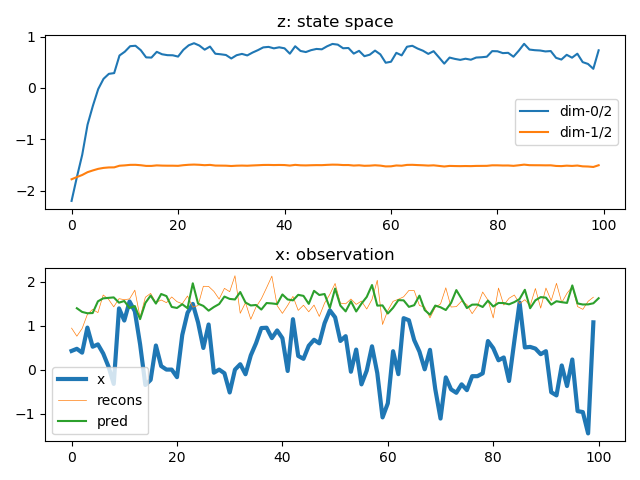 z: state space
1
0
−1
−2
dim-0/2
dim-1/2
0
20
40
60
80
100
x: observation
2
1
0
−1
x
recons
pred
0
20
40
60
80
100